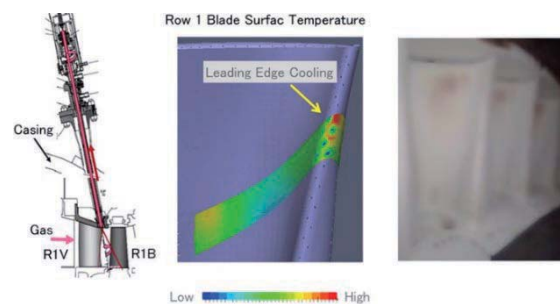 Row 1 Blade Surfac Temperature
Leading Edge Cooling
Casing
Gas
R1V
R1B
Low
High